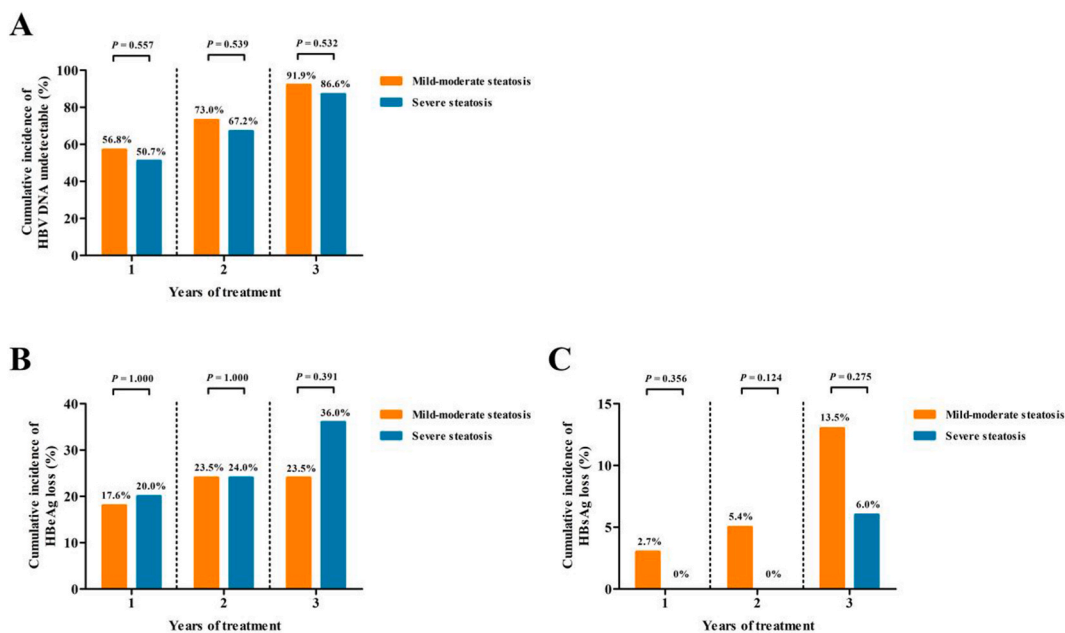 A
P = 0.557
P = 0.539
P = 0.532
Cumulative incidence of
HBV DNA undetectable (%)
100
80
60
40
20
0
56.8%
50.7%
73.0%
67.2%
91.9%
86.6%
1
2
3
Years of treatment
Mild-moderate steatosis
Severe steatosis
B
P = 1.000
P = 1.000
P = 0.391
Cumulative incidence of
HBeAg loss (%)
40
30
20
10
0
17.6%
20.0%
23.5%
24.0%
23.5%
36.0%
1
2
3
Years of treatment
Mild-moderate steatosis
Severe steatosis
C
P = 0.356
P = 0.124
P = 0.275
Cumulative incidence of
HBsAg loss (%)
15
10
5
0
2.7%
0%
5.4%
0%
13.5%
6.0%
1
2
3
Years of treatment
Mild-moderate steatosis
Severe steatosis